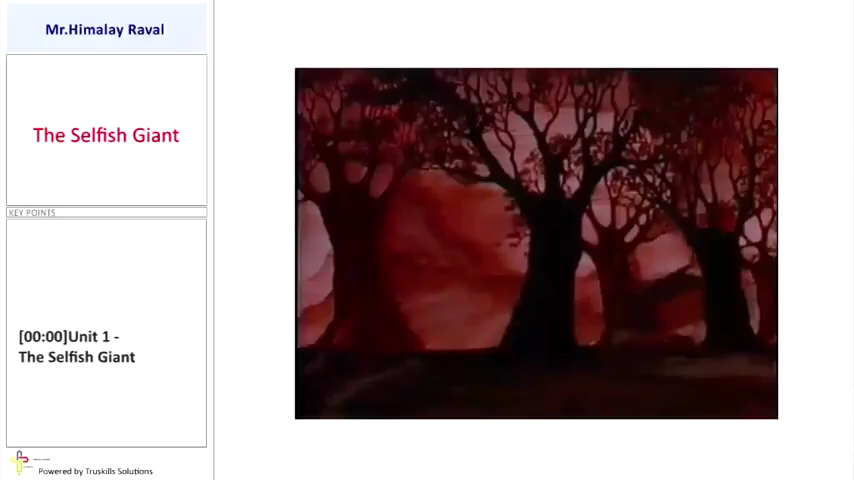 Mr.Himalay Raval
The Selfish Giant
KEY POINTS
[00:00]Unit 1 -
The Selfish Giant
Powered by Truskills Solutions